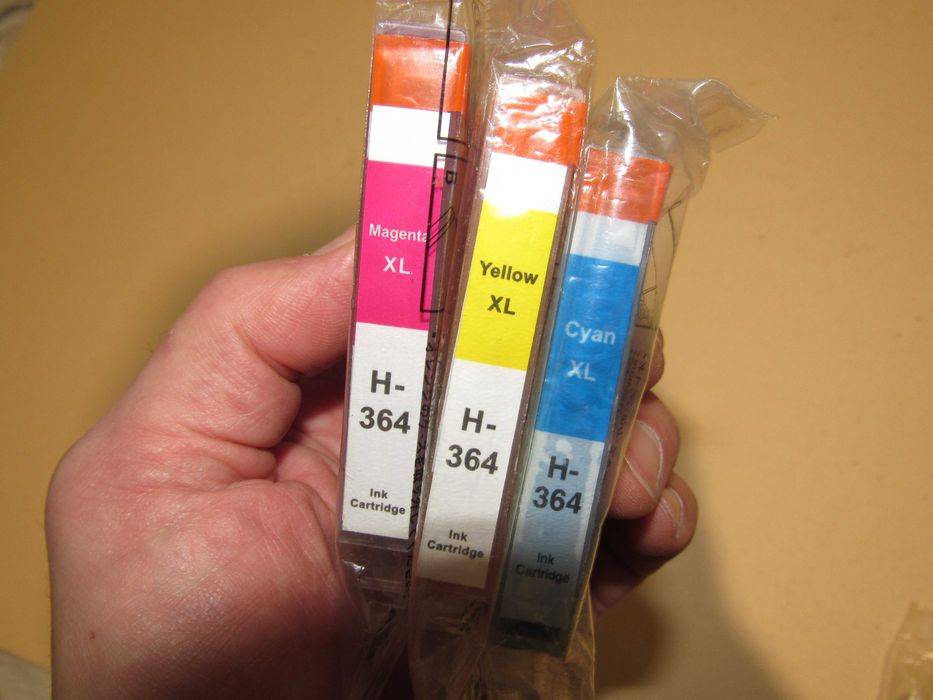 Magenta
XL
H-
364
Ink
Cartridge
Yellow
XL
H-
364
Ink
Cartridge
Cyan
XL
H-
364
Ink
Cartridge